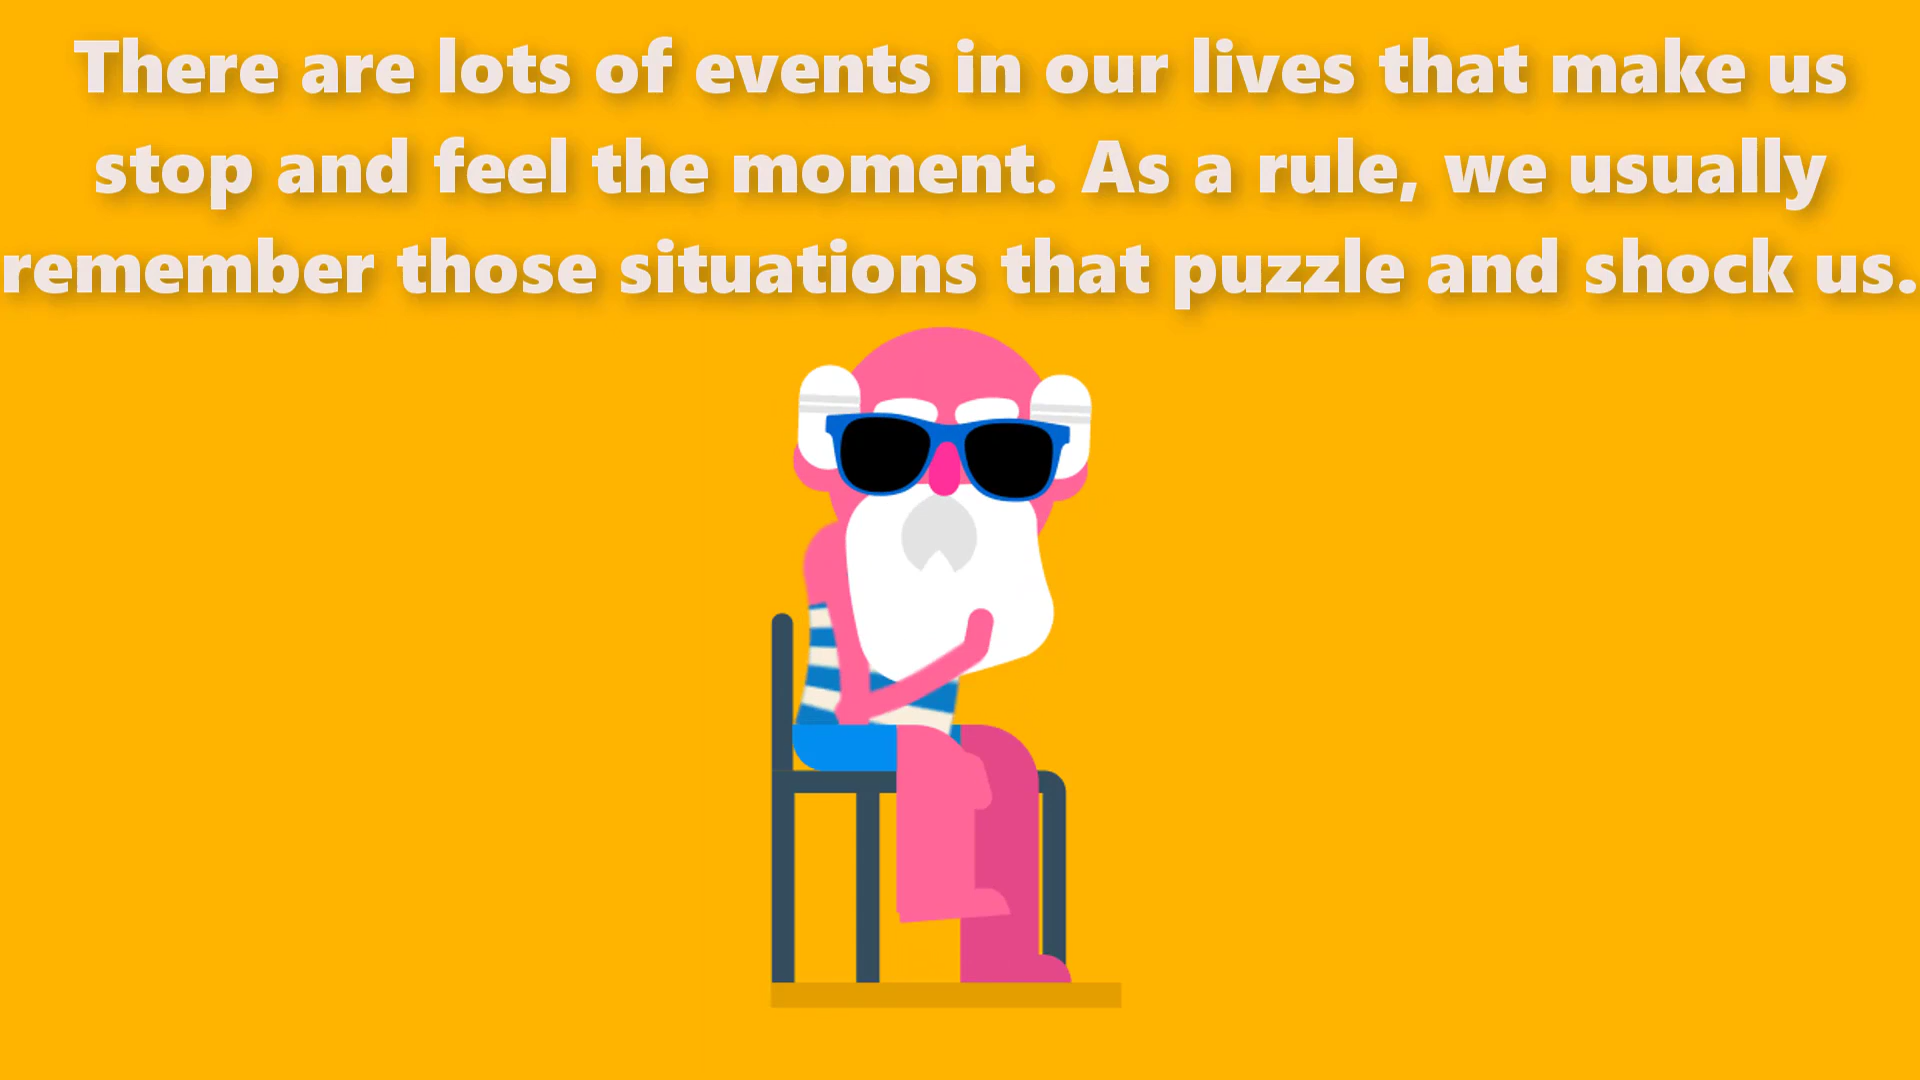 There are lots of events in our lives that make us
stop and feel the moment. As a rule, we usually
remember those situations that puzzle and shock us.